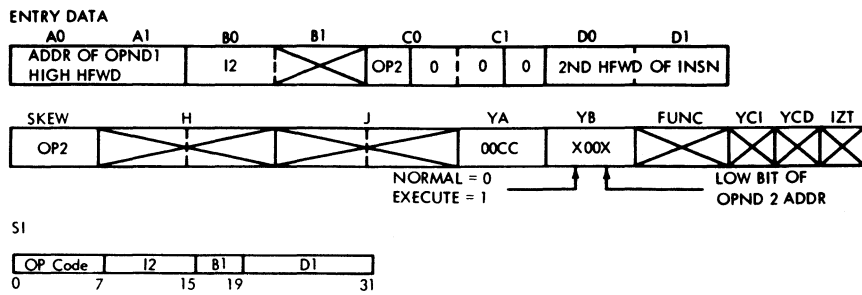 ENTRY DATA
A0 A1 B0 B1 C0 C1 D0 D1
ADDR OF OPND1 HIGH HFWD I2 OP2 0 0 0 2ND HFWD OF INSN
SKEW H J YA YB FUNC YCI YCD IZT
OP2 00CC X00X
NORMAL = 0
EXECUTE = 1
LOW BIT OF
OPND 2 ADDR
SI
OP Code I2 B1 D1
0 7 15 19 31